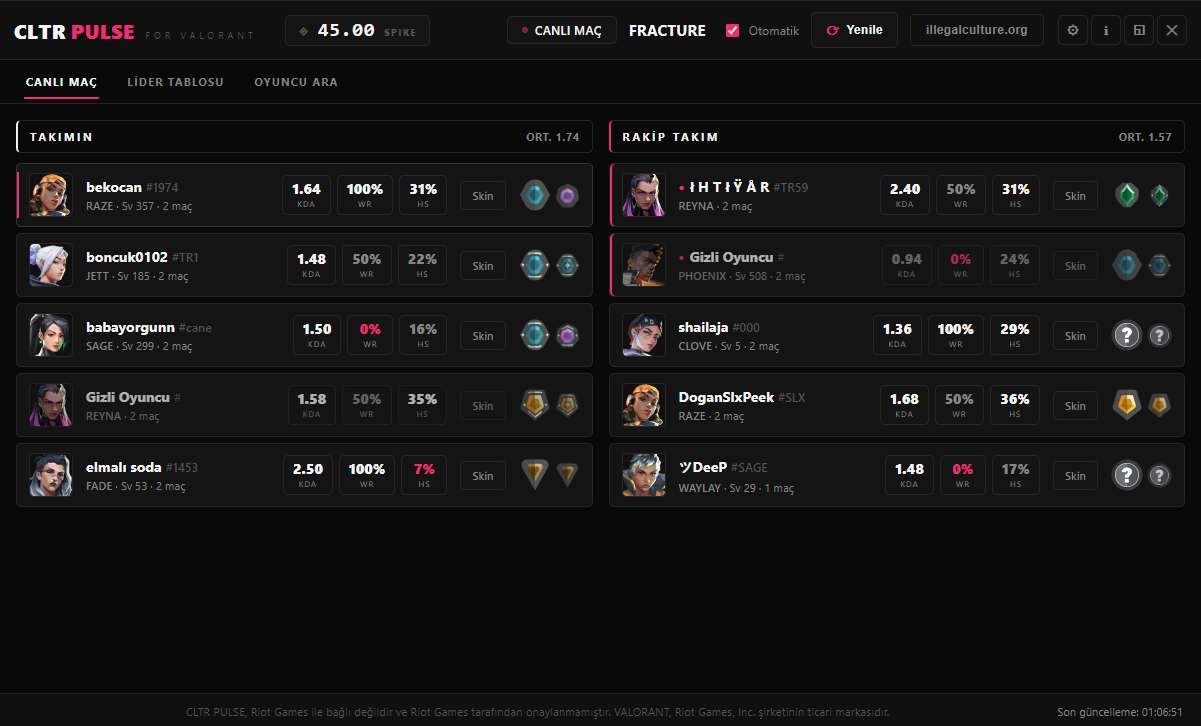 CLTR PULSE FOR VALORANT 45.00 SPIKE CANLI MAÇ FRACTURE Otomatik Yenile illegalculture.org
CANLI MAÇ LİDER TABLOSU OYUNCU ARA
TAKIMIN ORT. 1.74
bekocan #1974 1.64 100% 31% Skin
RAZE · Sv 357 · 2 maç KDA WR HS
boncuk0102 #TR1 1.48 50% 22% Skin
JETT · Sv 185 · 2 maç KDA WR HS
babayorgunn #cane 1.50 0% 16% Skin
SAGE · Sv 299 · 2 maç KDA WR HS
Gizli Oyuncu # 1.58 50% 35% Skin
REYNA · 2 maç KDA WR HS
elmalı soda #1453 2.50 100% 7% Skin
FADE · Sv 53 · 2 maç KDA WR HS
RAKİP TAKIM ORT. 1.57
ƗHTƗŸÅR #TR59 2.40 50% 31% Skin
REYNA · 2 maç KDA WR HS
Gizli Oyuncu # 0.94 0% 24% Skin
PHOENIX · Sv 508 · 2 maç KDA WR HS
shailaja #000 1.36 100% 29% Skin ? ?
CLOVE · Sv 5 · 2 maç KDA WR HS
DoganSlxPeek #SLX 1.68 50% 36% Skin
RAZE · 2 maç KDA WR HS
ツDeeP #SAGE 1.48 0% 17% Skin ? ?
WAYLAY · Sv 29 · 1 maç KDA WR HS
CLTR PULSE, Riot Games ile bağlı değildir ve Riot Games tarafından onaylanmamıştır. VALORANT, Riot Games, Inc. şirketinin ticari markasıdır. Son güncelleme: 01:06:51